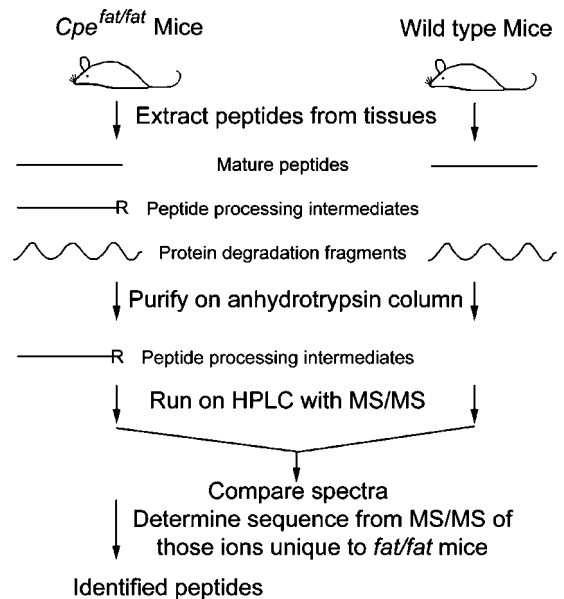 Cpe fat/fat Mice
Wild type Mice
Extract peptides from tissues
Mature peptides
R Peptide processing intermediates
Protein degradation fragments
Purify on anhydrotrypsin column
R Peptide processing intermediates
Run on HPLC with MS/MS
Compare spectra
Determine sequence from MS/MS of
those ions unique to fat/fat mice
Identified peptides